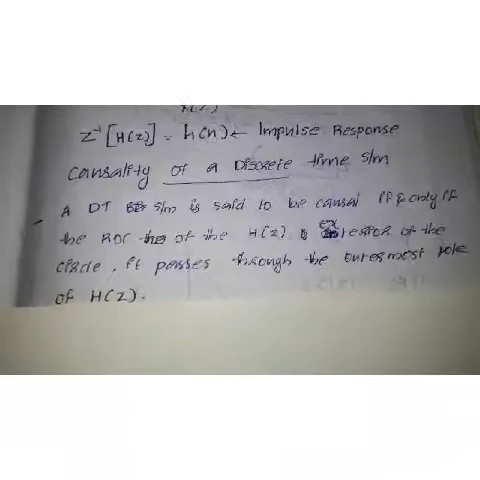 Z⁻¹[H(z)] = h(n) ← Impulse Response
Causality of a Discrete time s/m
A DT s/m is said to be causal iff & only if
the ROC of the H(z) is exterior of the
circle, it passes through the outermost pole
of H(z).